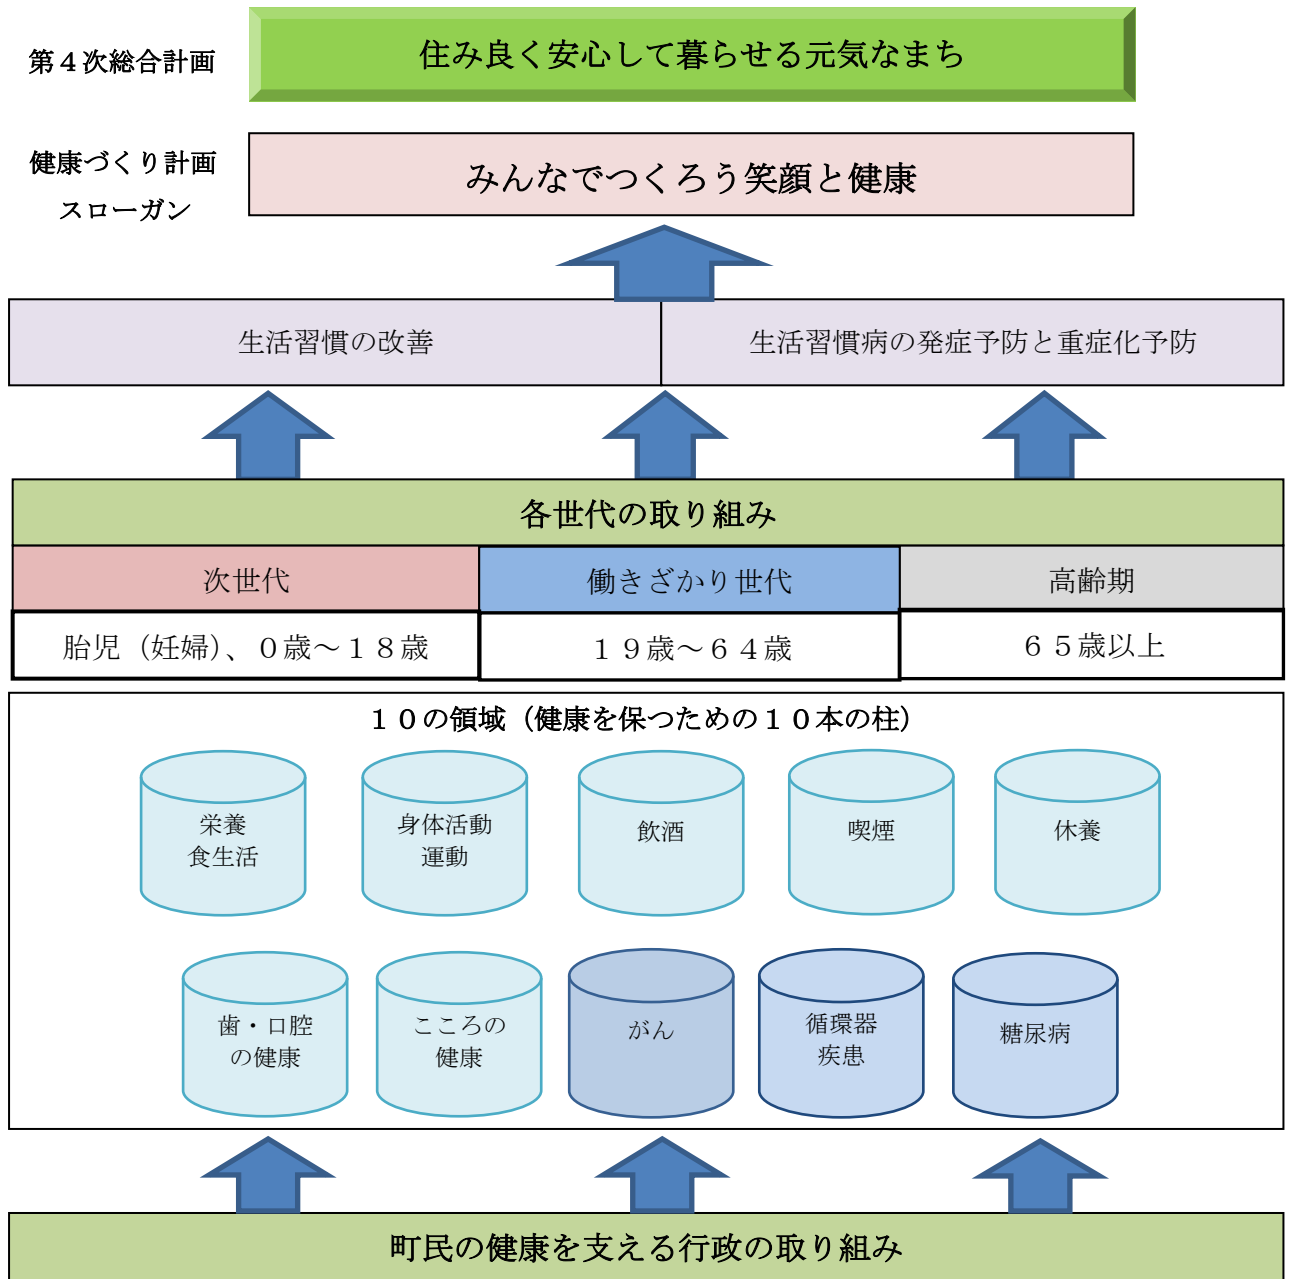 第４次総合計画
住み良く安心して暮らせる元気なまち
健康づくり計画
スローガン
みんなでつくろう笑顔と健康
生活習慣の改善
生活習慣病の発症予防と重症化予防
各世代の取り組み
次世代
働きざかり世代
高齢期
胎児（妊婦）、０歳～１８歳
１９歳～６４歳
６５歳以上
１０の領域（健康を保つための１０本の柱）
栄養
食生活
身体活動
運動
飲酒
喫煙
休養
歯・口腔
の健康
こころの
健康
がん
循環器
疾患
糖尿病
町民の健康を支える行政の取り組み